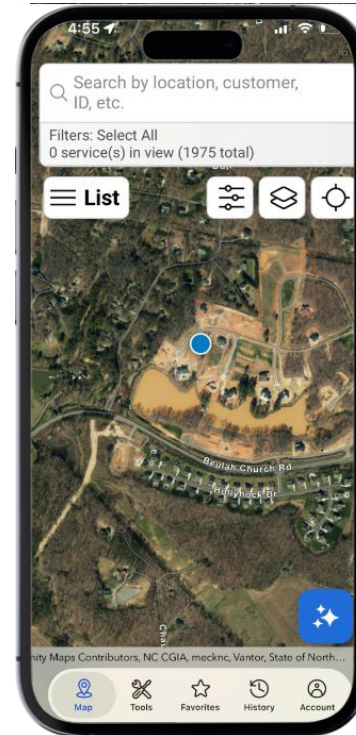 4:55
Search by location, customer,
ID, etc.
Filters: Select All
0 service(s) in view (1975 total)
List
Beulah Church Rd
Hollyhock Dr
nity Maps Contributors, NC CGIA, mecknc, Vantor, State of North...
Map
Tools
Favorites
History
Account